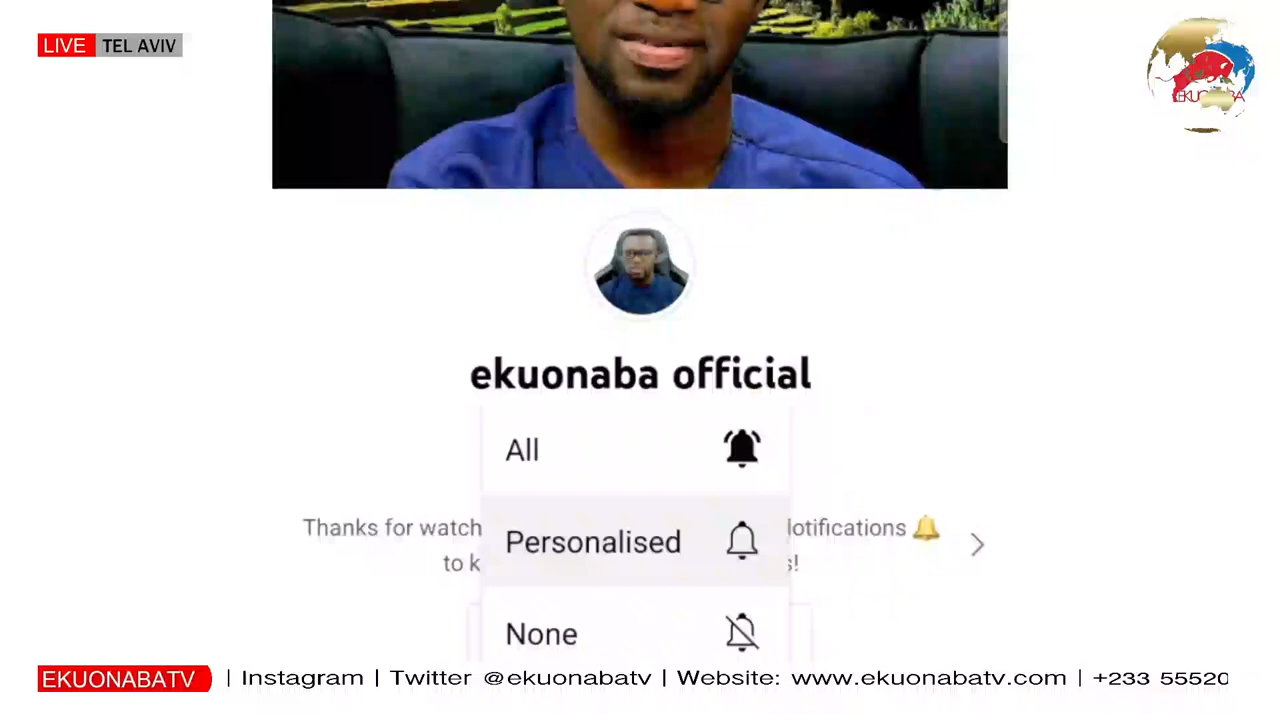 LIVE TEL AVIV
EKUONABA
ekuonaba official
All
Thanks for watch
Personalised
lotifications 🔔
to k
s!
None
EKUONABATV | Instagram | Twitter @ekuonabatv | Website: www.ekuonabatv.com | +233 55520